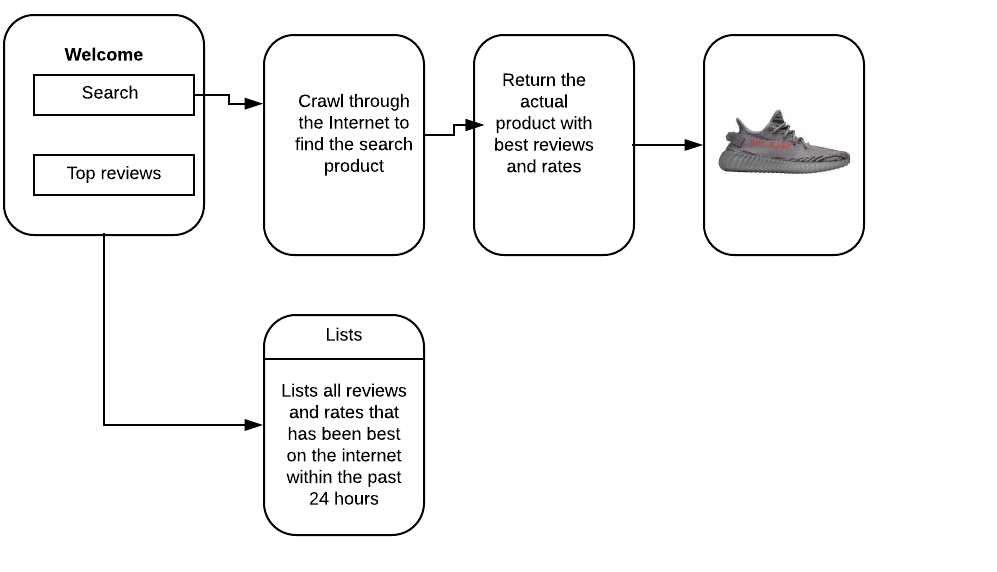 Welcome
Search
Top reviews
Crawl through
the Internet to
find the search
product
Return the
actual
product with
best reviews
and rates
Lists
Lists all reviews
and rates that
has been best
on the internet
within the past
24 hours